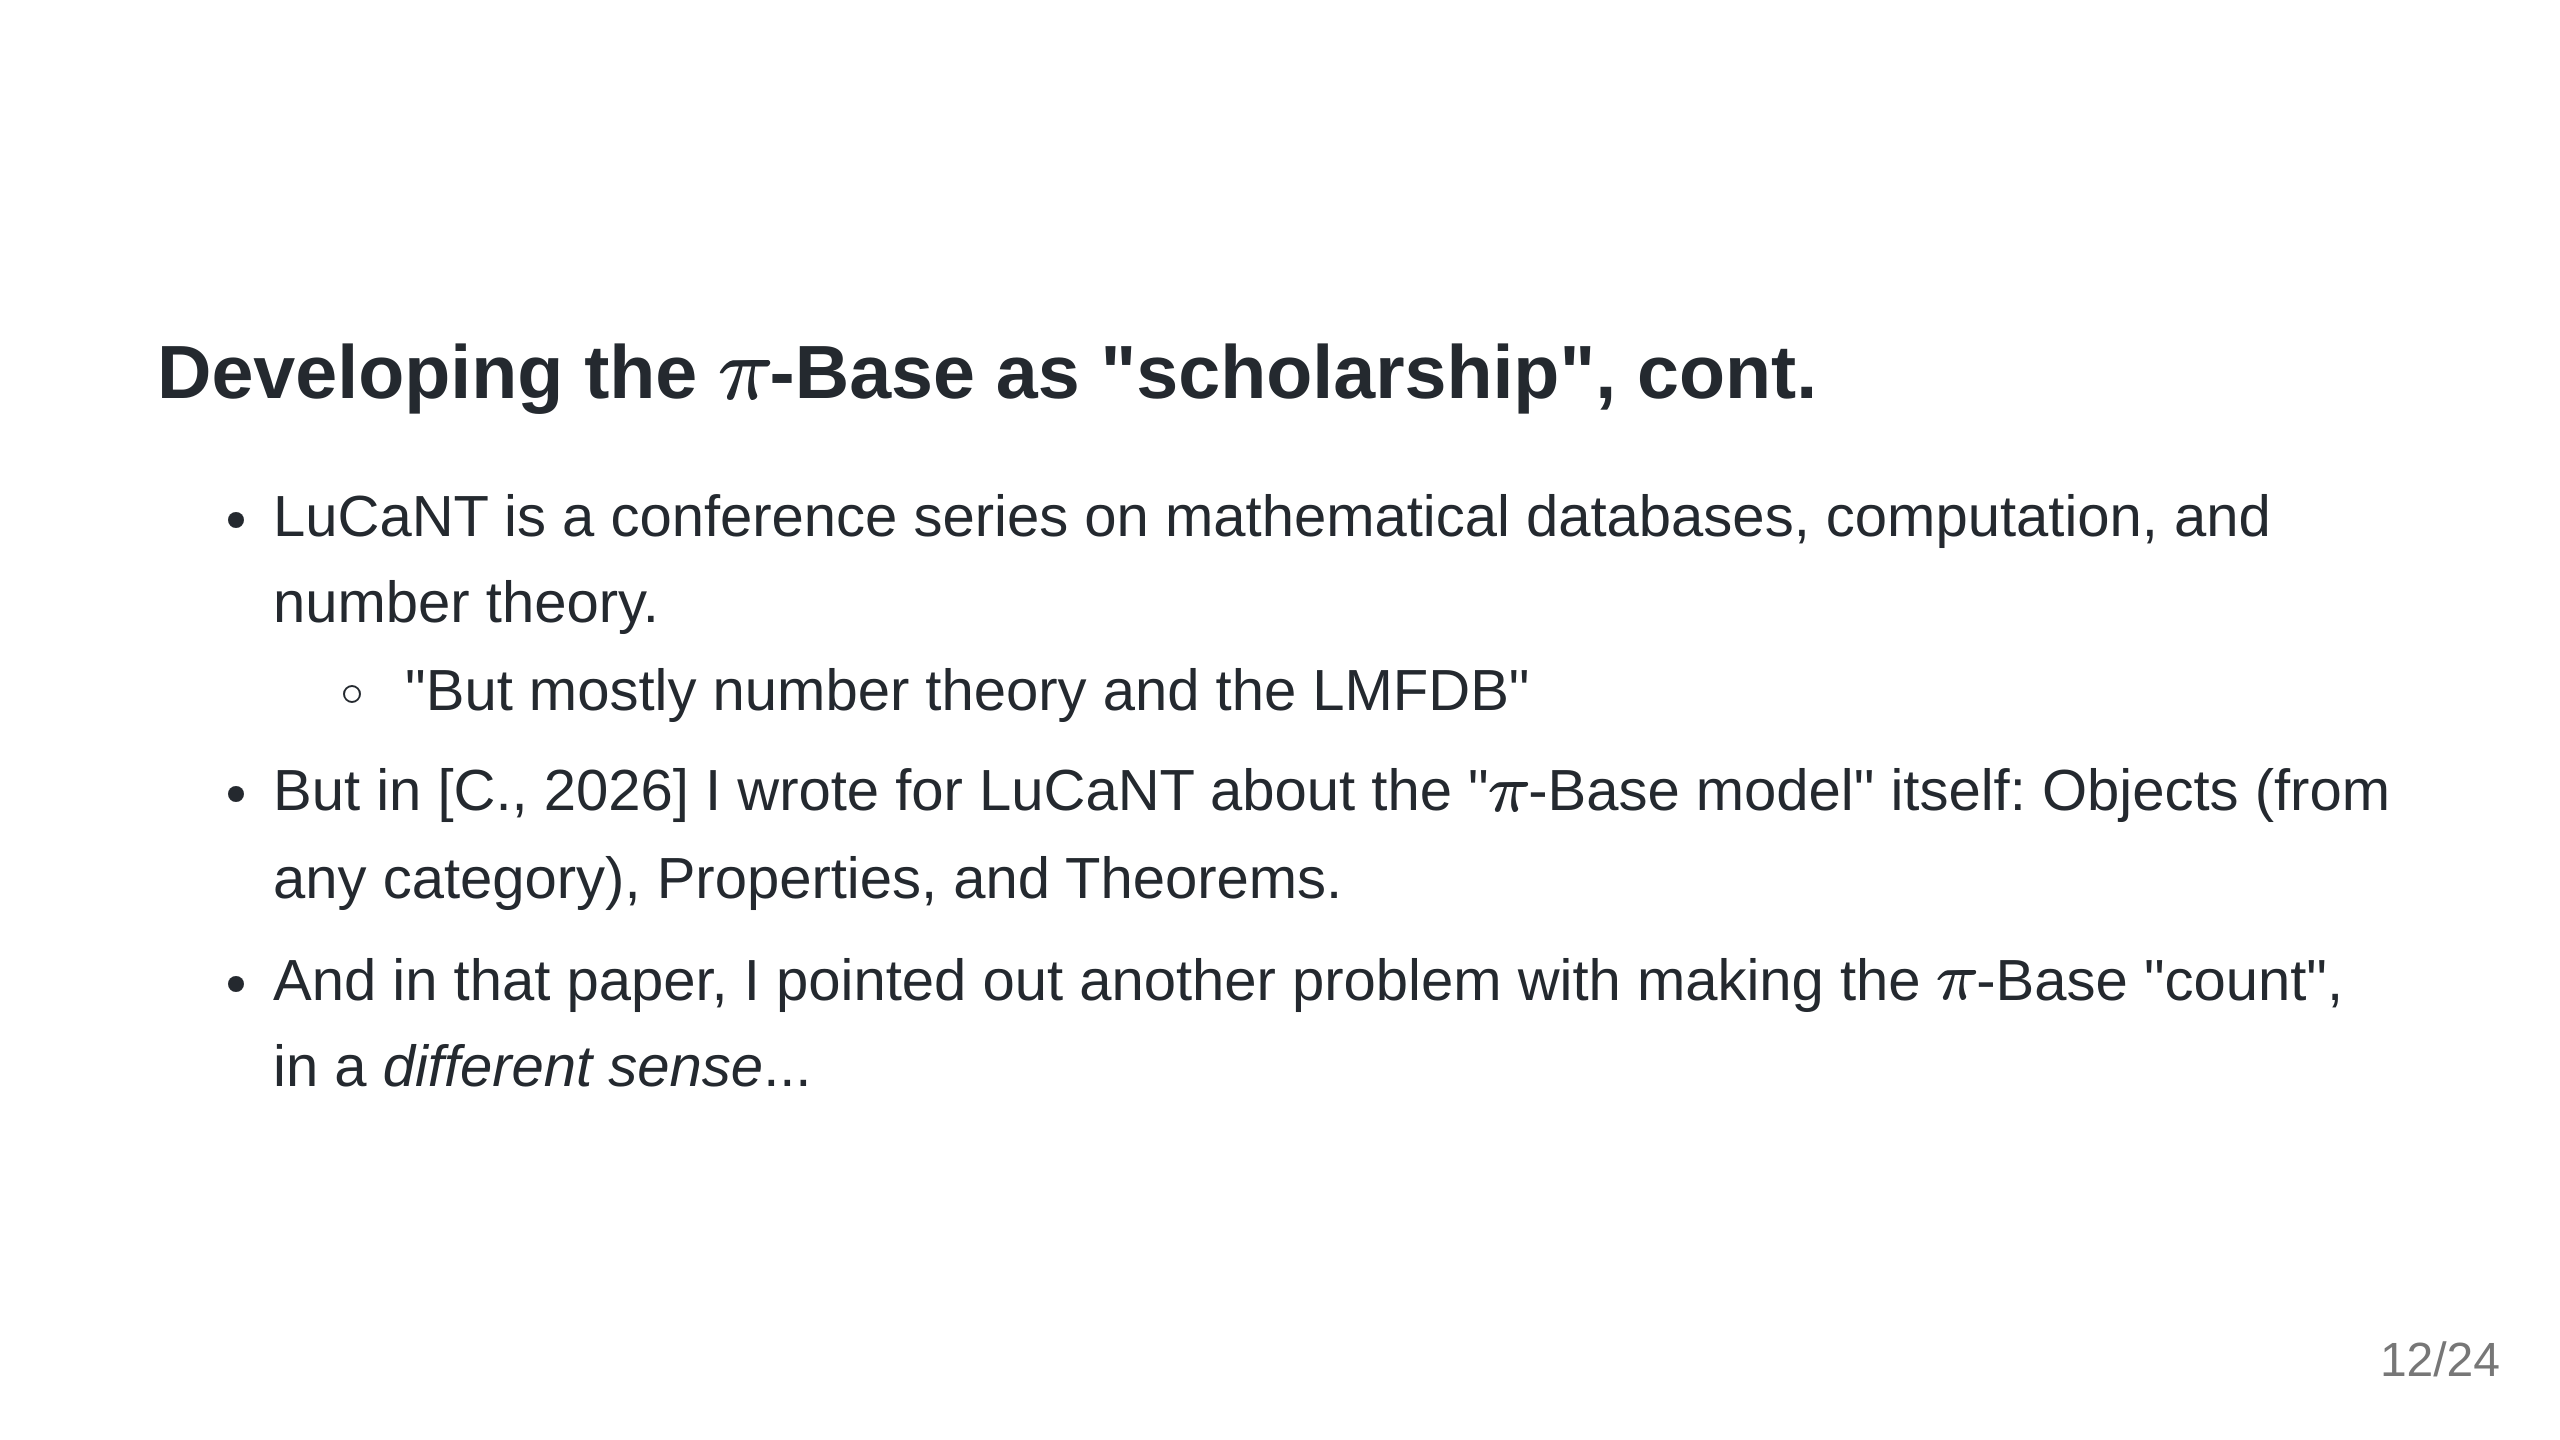 Developing the π-Base as "scholarship", cont.
• LuCaNT is a conference series on mathematical databases, computation, and
number theory.
◦ "But mostly number theory and the LMFDB"
• But in [C., 2026] I wrote for LuCaNT about the "π-Base model" itself: Objects (from
any category), Properties, and Theorems.
• And in that paper, I pointed out another problem with making the π-Base "count",
in a different sense...
12/24